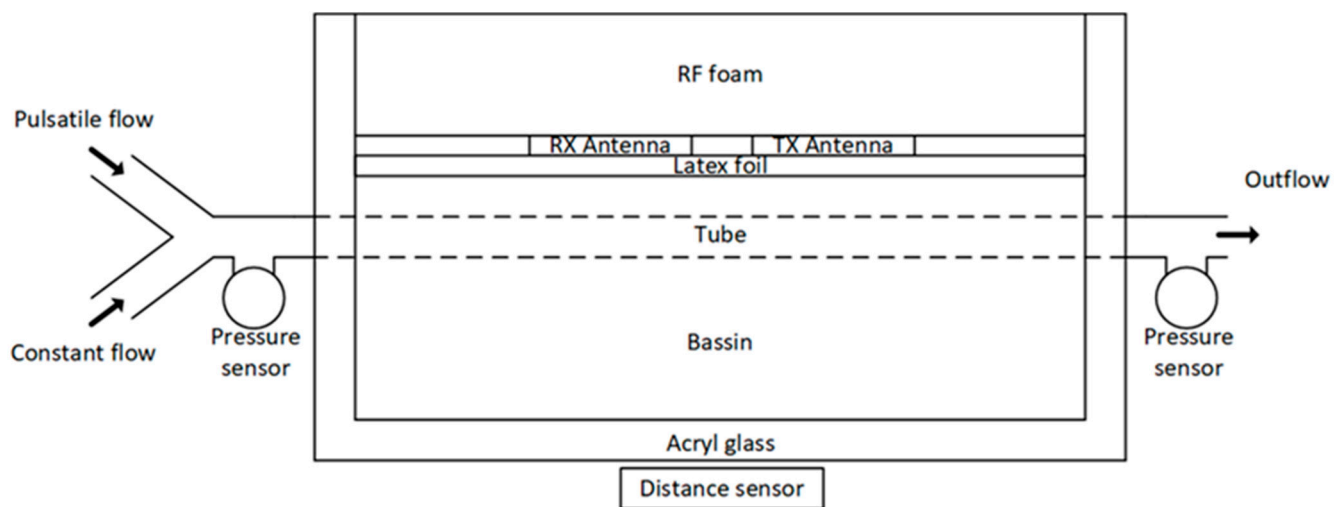 RF foam
Pulsatile flow
RX Antenna
TX Antenna
Latex foil
Outflow
Tube
Constant flow
Pressure
sensor
Bassin
Pressure
sensor
Acryl glass
Distance sensor